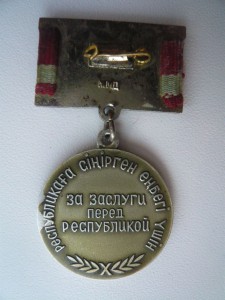 РЕСПУБЛИКАҒА СІҢІРГЕН ЕҢБЕГІ ҮШІН
ЗА ЗАСЛУГИ
ПЕРЕД
РЕСПУБЛИКОЙ